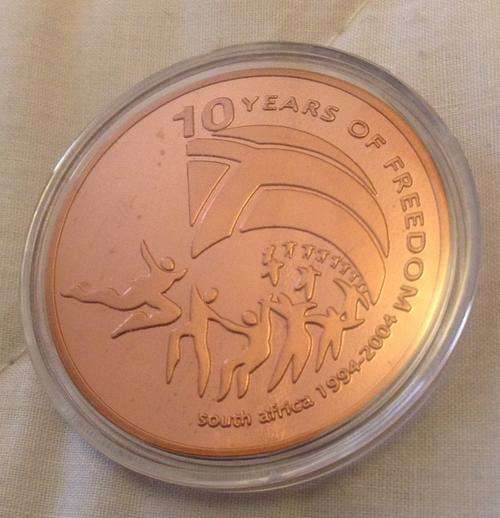 10 YEARS OF FREEDOM
south africa 1994-2004